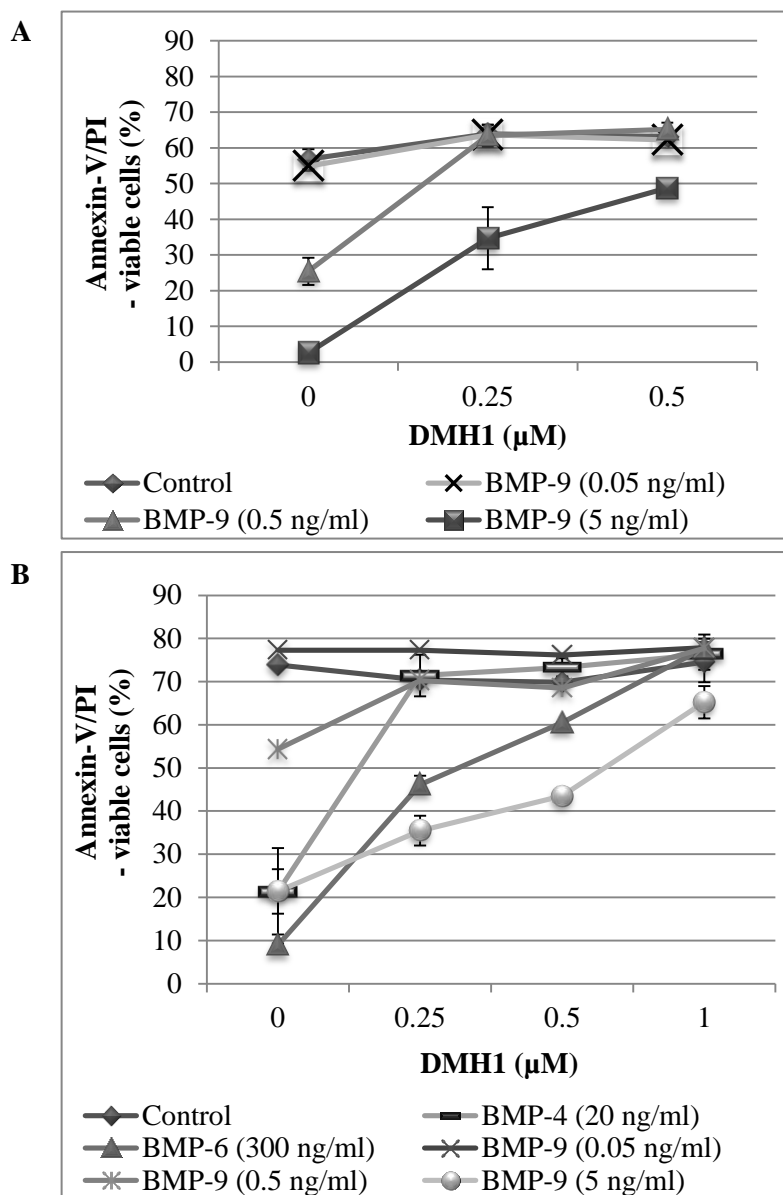 A
Annexin-V/PI
- viable cells (%)
90
80
70
60
50
40
30
20
10
0
0 0.25 0.5
DMH1 (µM)
Control BMP-9 (0.05 ng/ml)
BMP-9 (0.5 ng/ml) BMP-9 (5 ng/ml)
B
Annexin-V/PI
- viable cells (%)
90
80
70
60
50
40
30
20
10
0
0 0.25 0.5 1
DMH1 (µM)
Control BMP-4 (20 ng/ml)
BMP-6 (300 ng/ml) BMP-9 (0.05 ng/ml)
BMP-9 (0.5 ng/ml) BMP-9 (5 ng/ml)